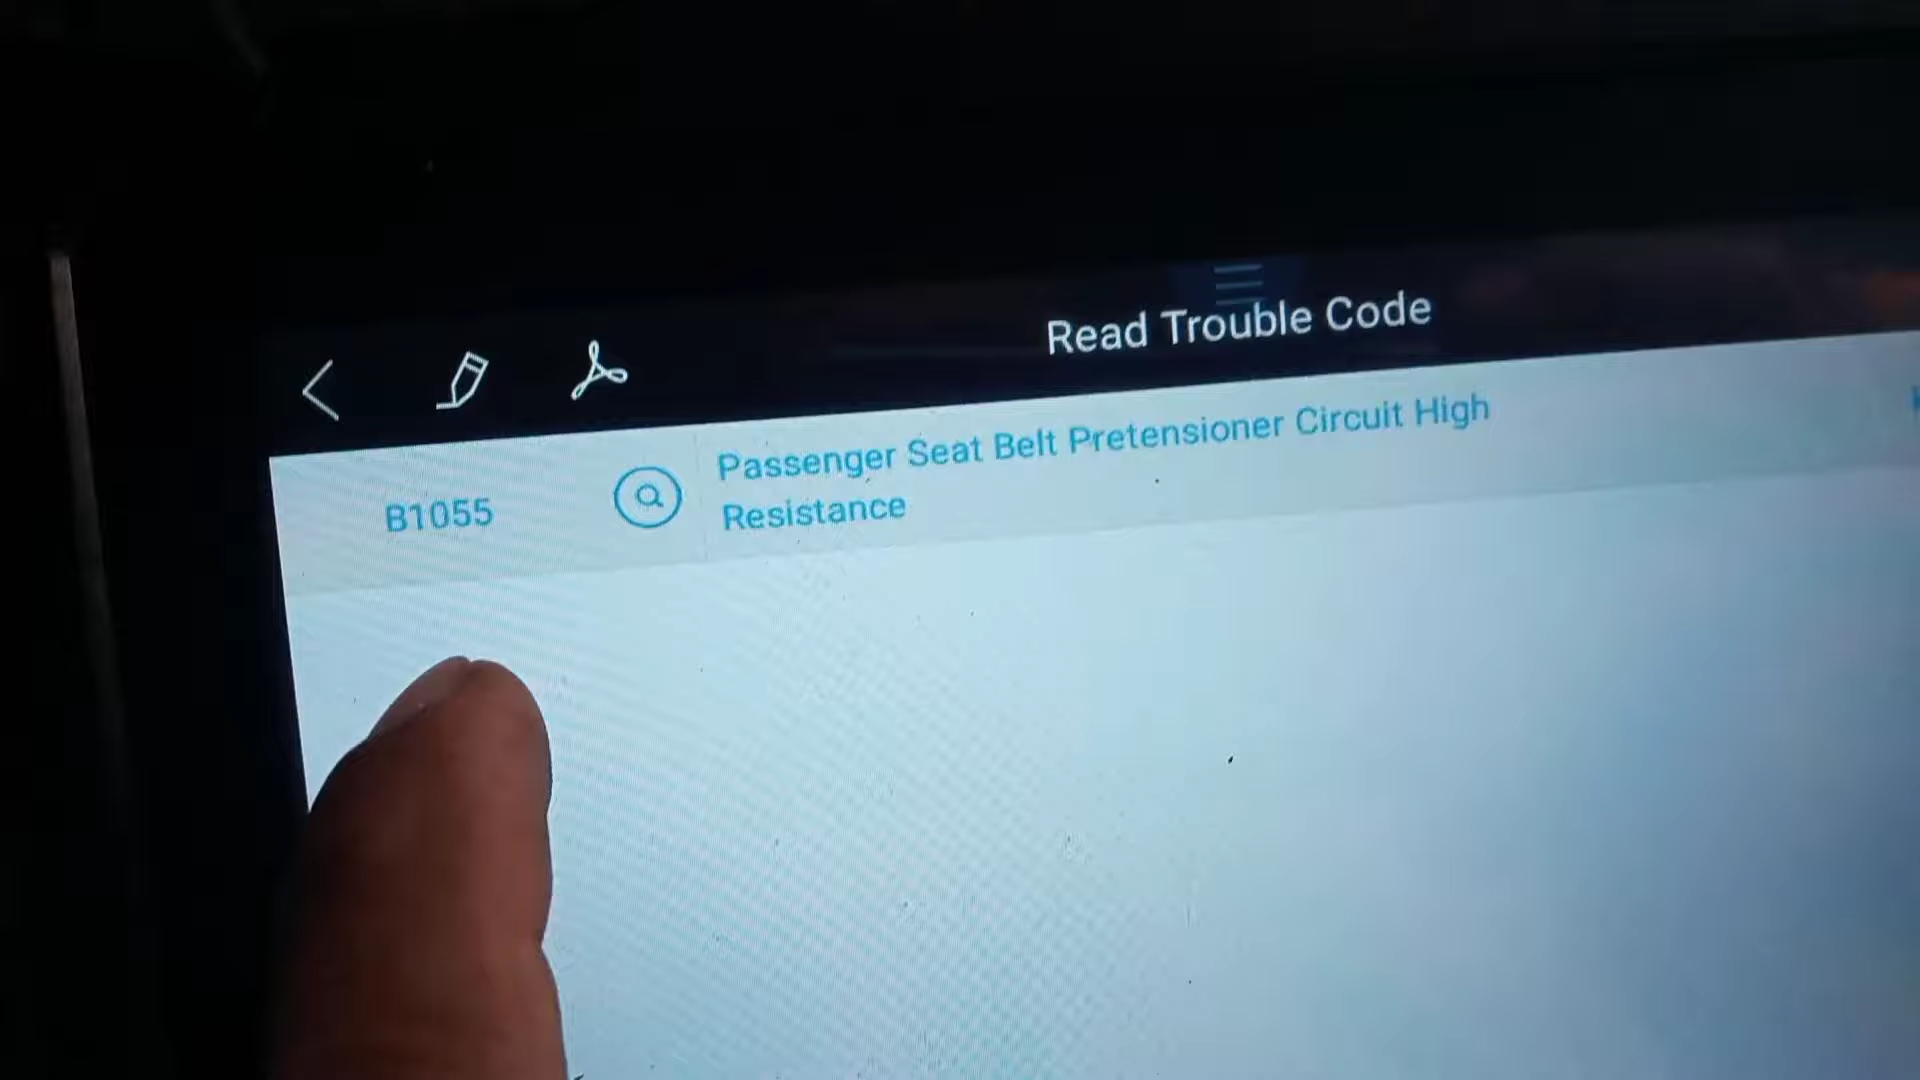 Read Trouble Code
B1055
Passenger Seat Belt Pretensioner Circuit High
Resistance